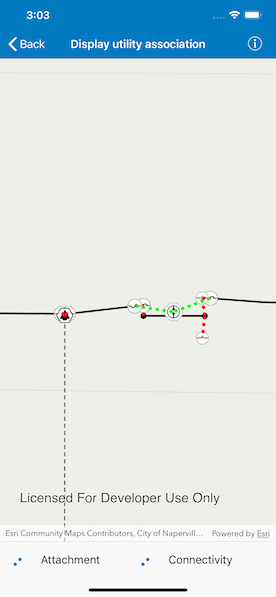 3:03
Back
Display utility association
Licensed For Developer Use Only
Esri Community Maps Contributors, City of Napervill...
Powered by Esri
Attachment
Connectivity